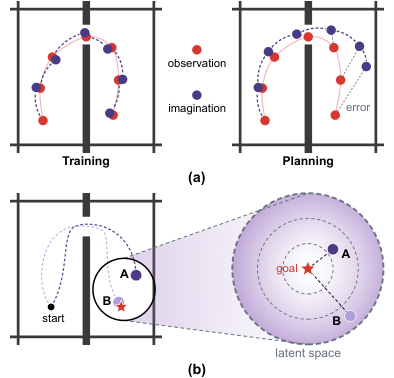 observation
imagination
error
Training
Planning
(a)
A
B
start
goal
A
B
latent space
(b)